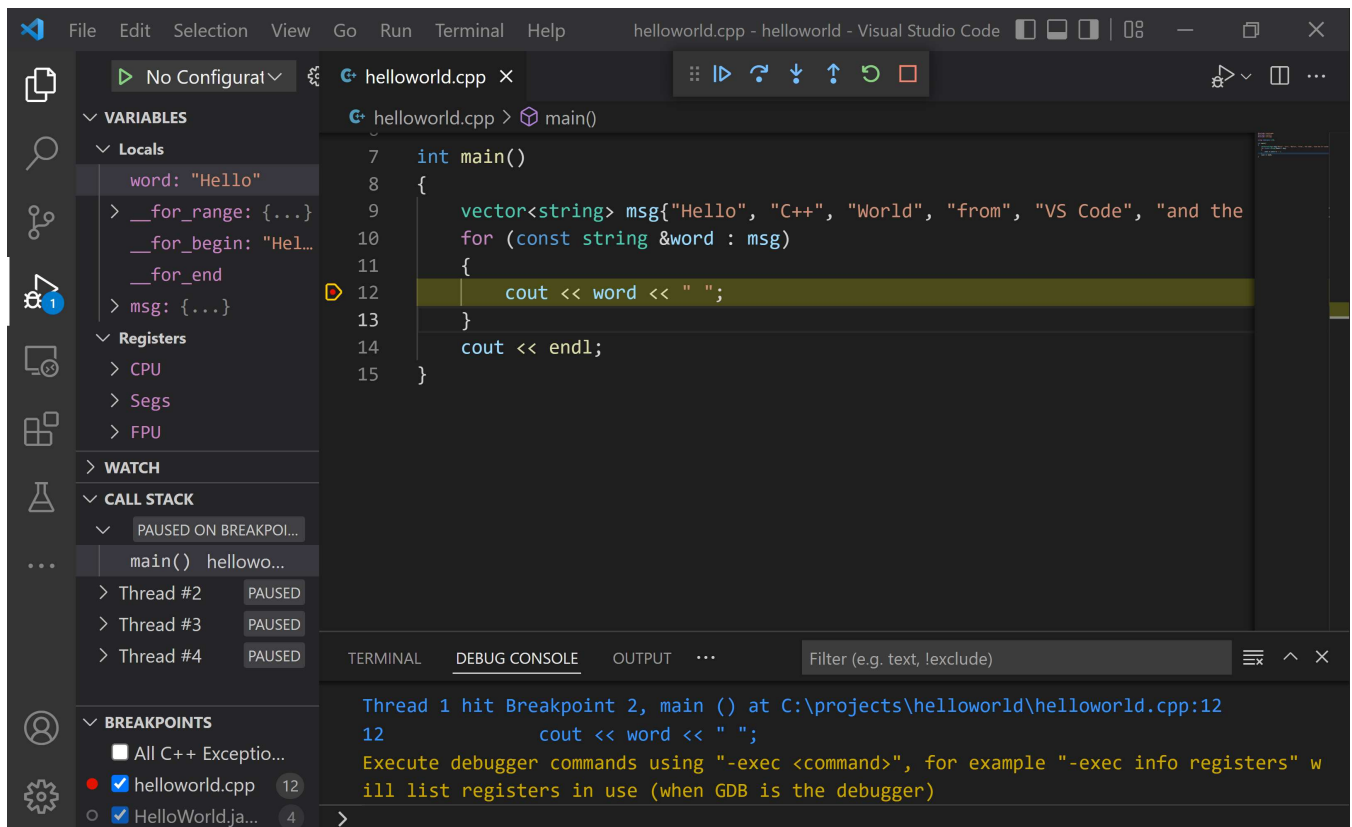 File Edit Selection View Go Run Terminal Help helloworld.cpp - helloworld - Visual Studio Code
No Configurat
helloworld.cpp
helloworld.cpp > main()
VARIABLES
Locals
word: "Hello"
__for_range: {...}
__for_begin: "Hel…
__for_end
msg: {...}
Registers
CPU
Segs
FPU
WATCH
CALL STACK
PAUSED ON BREAKPOI...
main() hellowo...
Thread #2 PAUSED
Thread #3 PAUSED
Thread #4 PAUSED
BREAKPOINTS
All C++ Exceptio...
helloworld.cpp 12
HelloWorld.ja... 4
1
7 int main()
8 {
9 vector<string> msg{"Hello", "C++", "World", "from", "VS Code", "and the
10 for (const string &word : msg)
11 {
12 cout << word << " ";
13 }
14 cout << endl;
15 }
TERMINAL DEBUG CONSOLE OUTPUT ··· Filter (e.g. text, !exclude)
Thread 1 hit Breakpoint 2, main () at C:\projects\helloworld\helloworld.cpp:12
12 cout << word << " ";
Execute debugger commands using "-exec <command>", for example "-exec info registers" w
ill list registers in use (when GDB is the debugger)
>